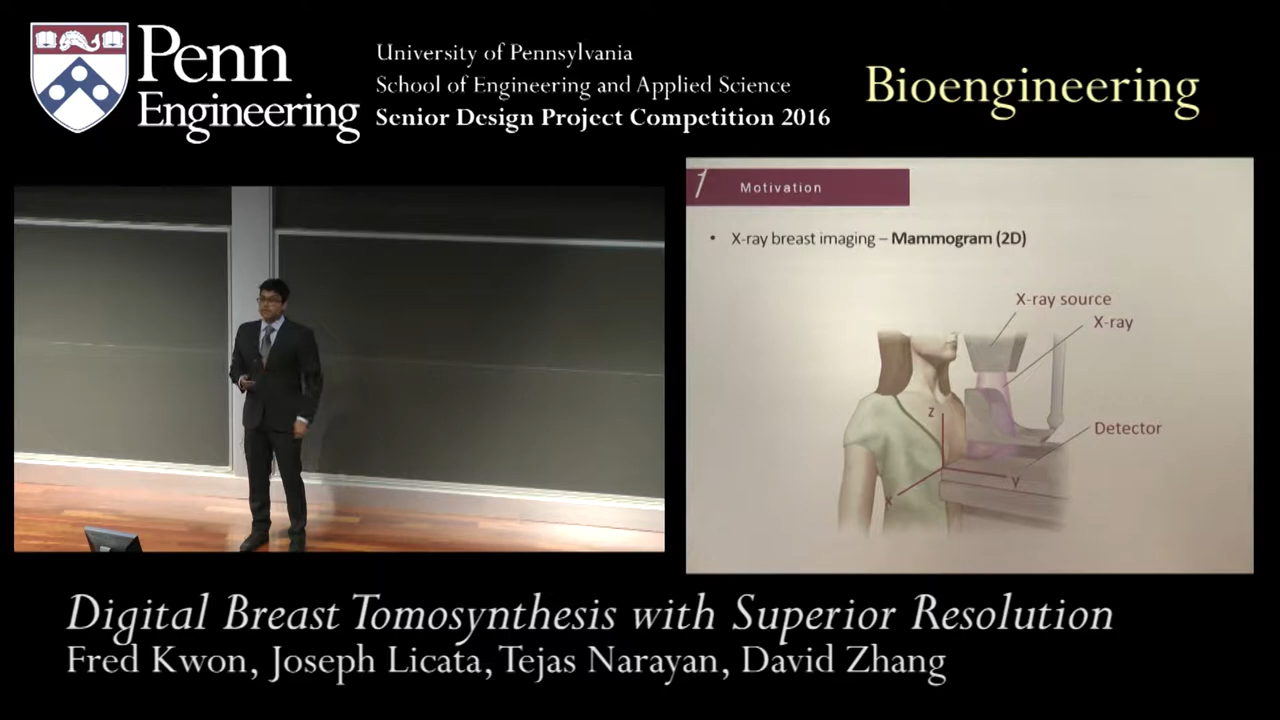 Penn
Engineering
University of Pennsylvania
School of Engineering and Applied Science
Senior Design Project Competition 2016
Bioengineering
1 Motivation
• X-ray breast imaging – Mammogram (2D)
X-ray source
X-ray
Detector
z
y
x
Digital Breast Tomosynthesis with Superior Resolution
Fred Kwon, Joseph Licata, Tejas Narayan, David Zhang